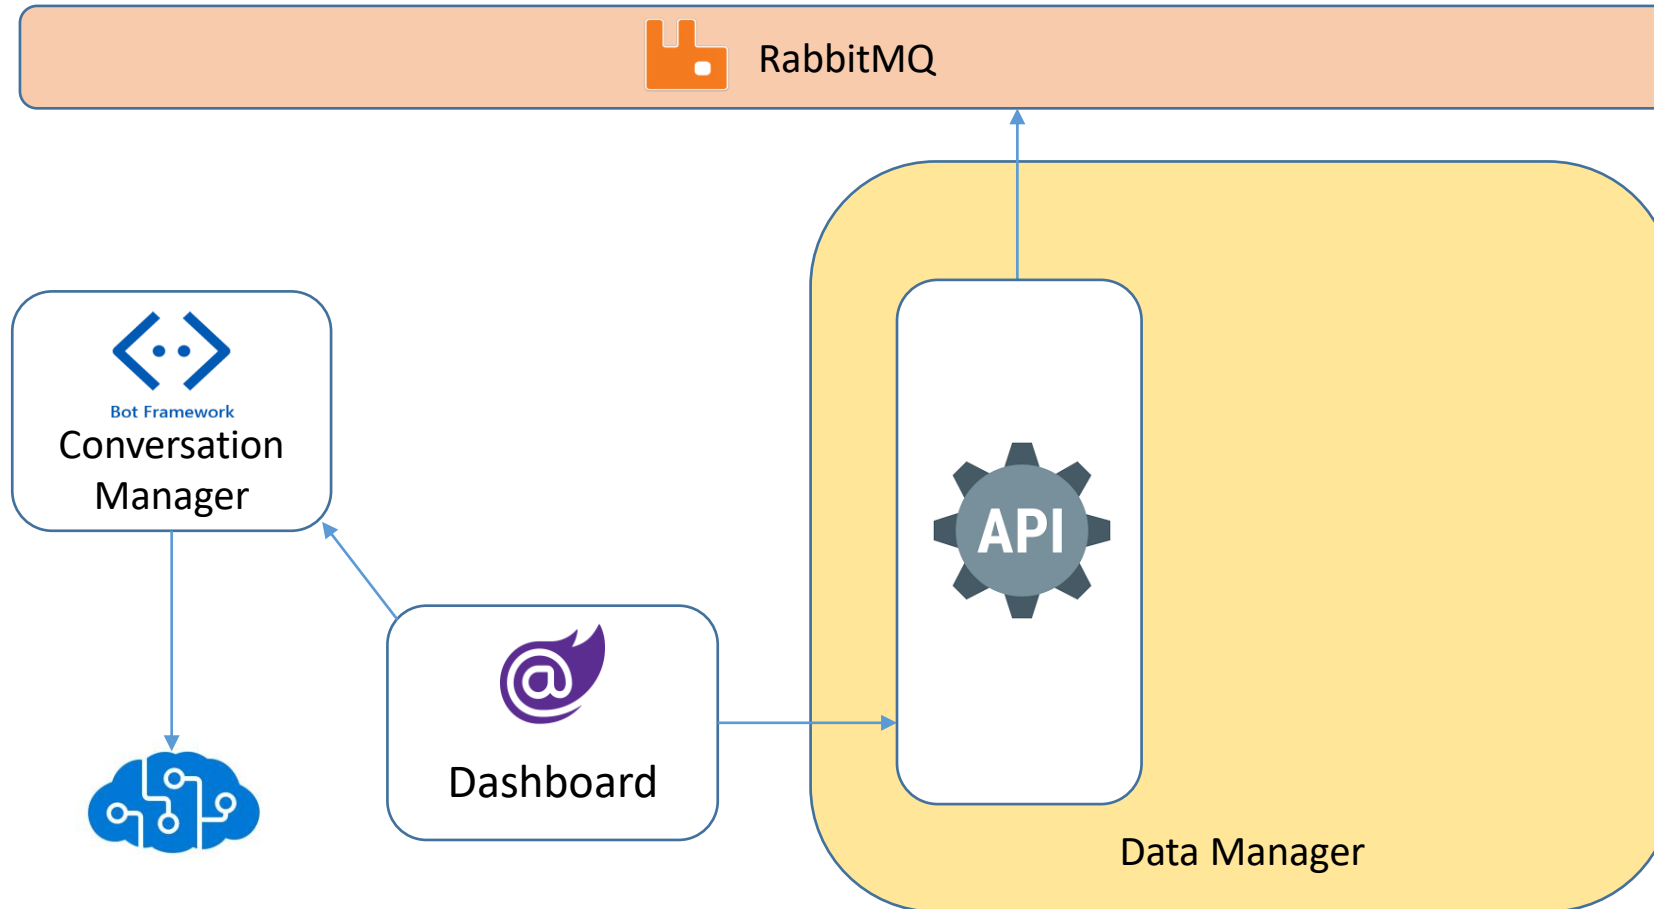 RabbitMQ
Bot Framework
Conversation
Manager
API
@
Dashboard
Data Manager